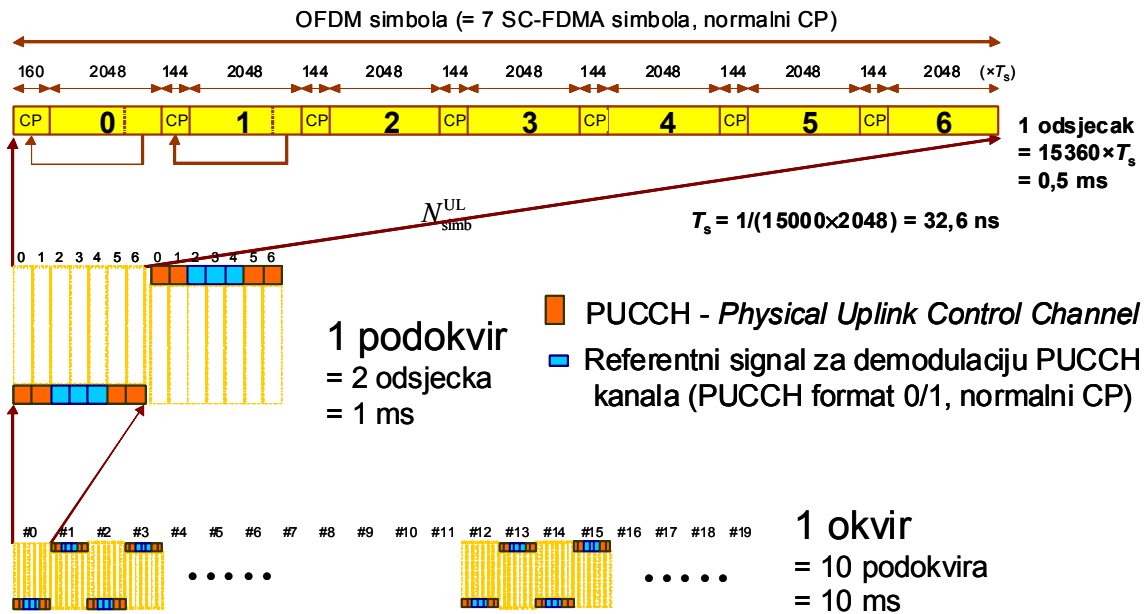 OFDM simbola (= 7 SC-FDMA simbola, normalni CP)
160 2048 144 2048 144 2048 144 2048 144 2048 144 2048 144 2048 (×Ts)
CP 0 CP 1 CP 2 CP 3 CP 4 CP 5 CP 6
1 odsjecak
= 15360×Ts
= 0,5 ms
N UL simb
Ts = 1/(15000×2048) = 32,6 ns
0 1 2 3 4 5 6 0 1 2 3 4 5 6
1 podokvir
= 2 odsjecka
= 1 ms
PUCCH - Physical Uplink Control Channel
Referentni signal za demodulaciju PUCCH
kanala (PUCCH format 0/1, normalni CP)
#0 #1 #2 #3 #4 #5 #6 #7 #8 #9 #10 #11 #12 #13 #14 #15 #16 #17 #18 #19
1 okvir
= 10 podokvira
= 10 ms